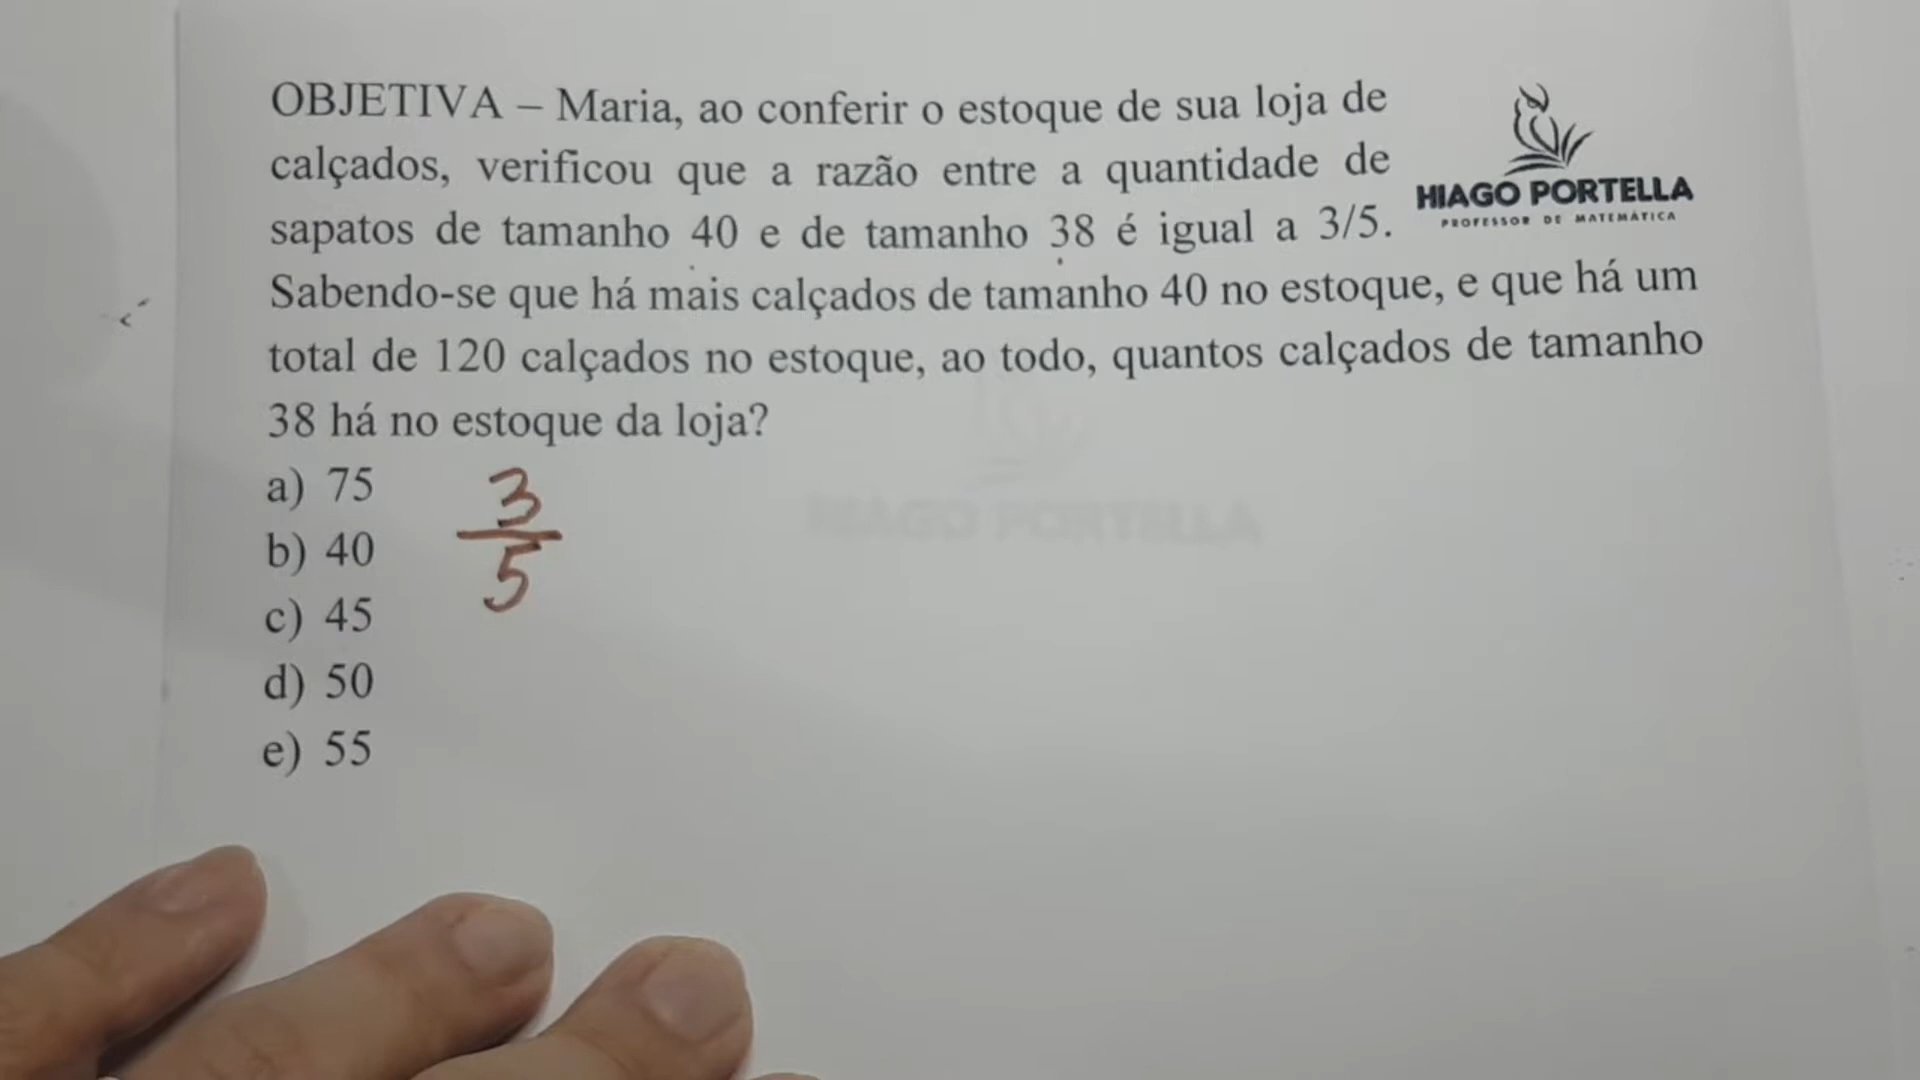 OBJETIVA – Maria, ao conferir o estoque de sua loja de
calçados, verificou que a razão entre a quantidade de
sapatos de tamanho 40 e de tamanho 38 é igual a 3/5.
Sabendo-se que há mais calçados de tamanho 40 no estoque, e que há um
total de 120 calçados no estoque, ao todo, quantos calçados de tamanho
38 há no estoque da loja?
a) 75
b) 40
c) 45
d) 50
e) 55
3
5
HIAGO PORTELLA
PROFESSOR DE MATEMÁTICA
HIAGO PORTELLA